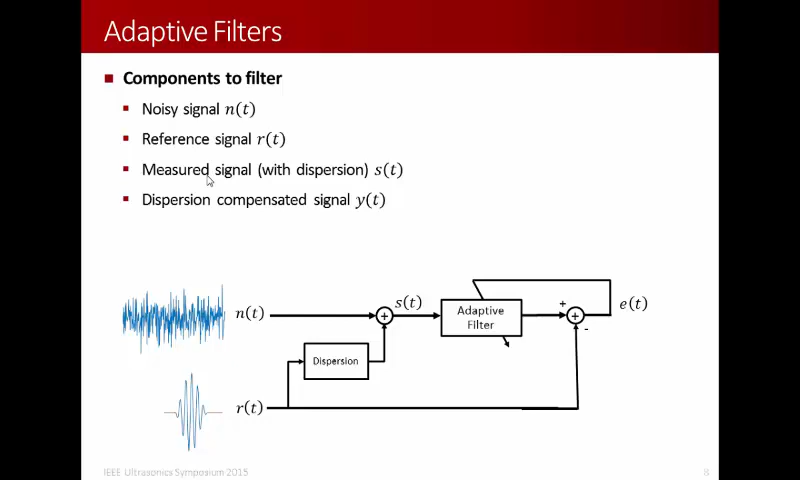 Adaptive Filters
Components to filter
Noisy signal n(t)
Reference signal r(t)
Measured signal (with dispersion) s(t)
Dispersion compensated signal y(t)
n(t)
+
s(t)
Adaptive
Filter
+
+
-
e(t)
Dispersion
r(t)
IEEE Ultrasonics Symposium 2015
8